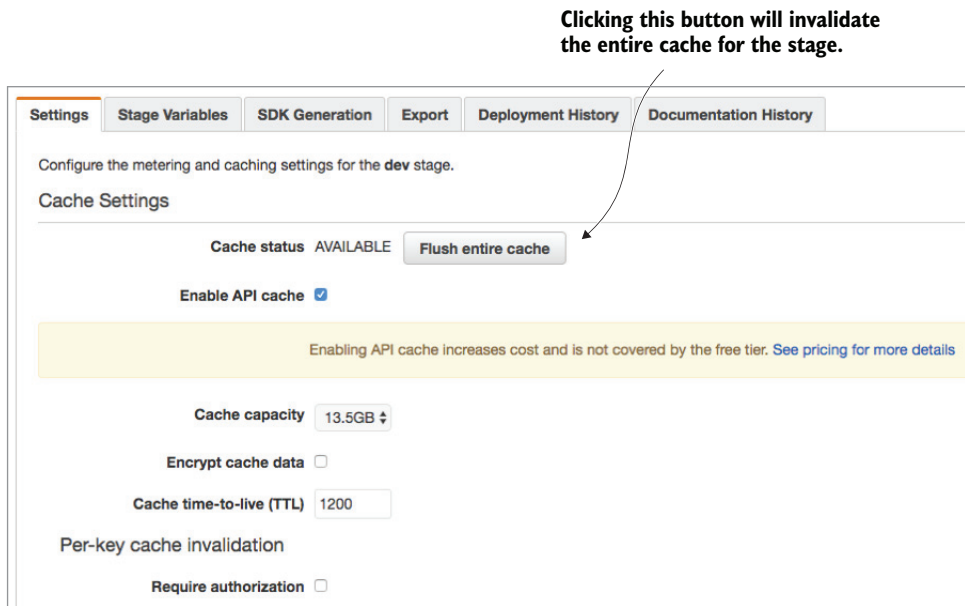 Clicking this button will invalidate
the entire cache for the stage.
Settings Stage Variables SDK Generation Export Deployment History Documentation History
Configure the metering and caching settings for the dev stage.
Cache Settings
Cache status AVAILABLE Flush entire cache
Enable API cache
Enabling API cache increases cost and is not covered by the free tier. See pricing for more details
Cache capacity 13.5GB
Encrypt cache data
Cache time-to-live (TTL) 1200
Per-key cache invalidation
Require authorization